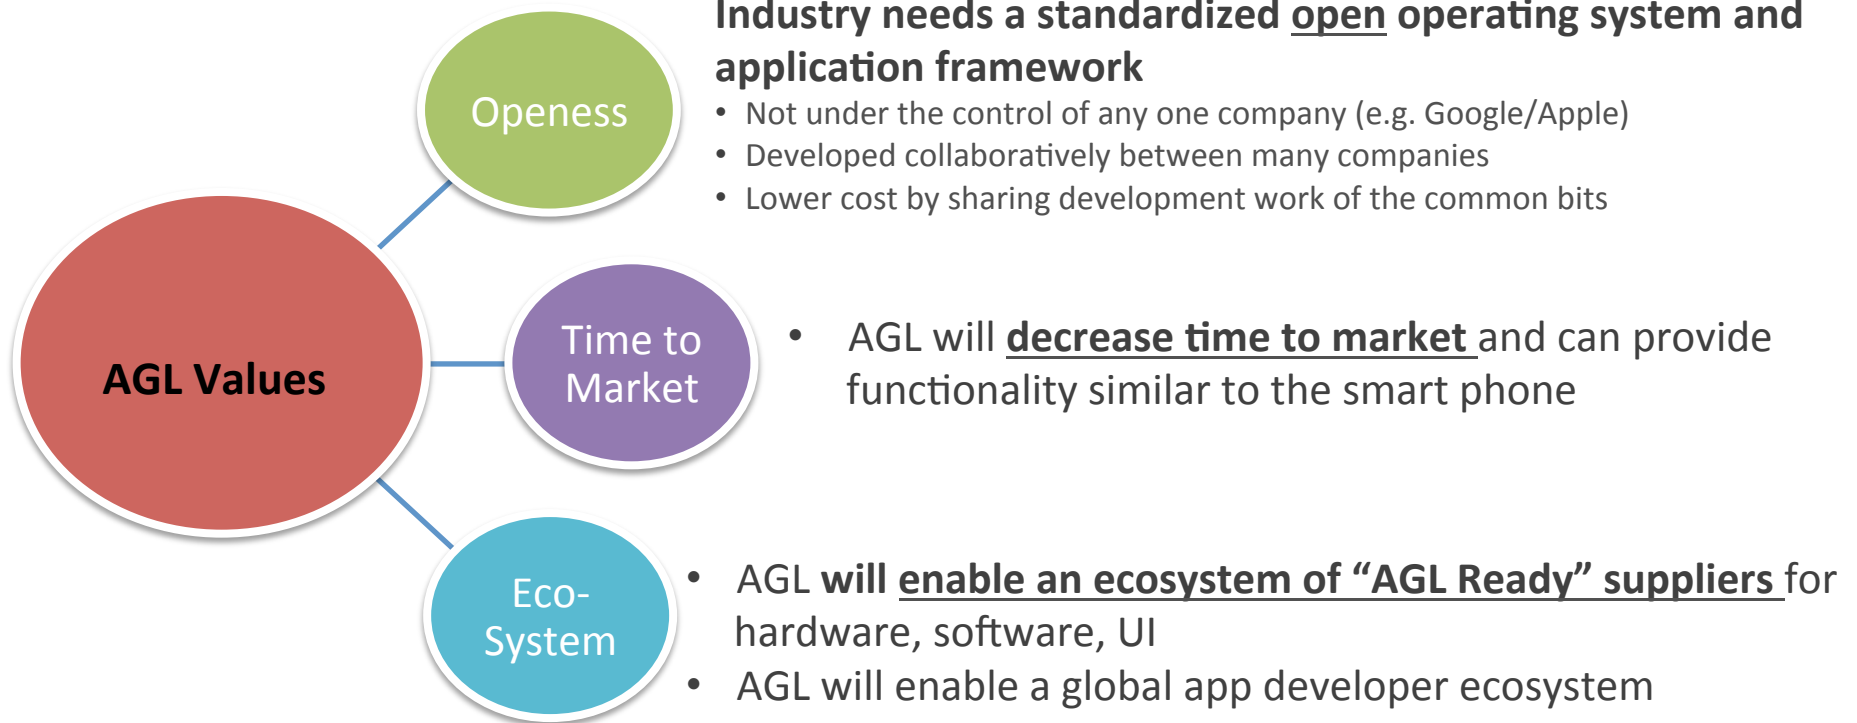 Industry needs a standardized open operating system and
application framework
Openess
• Not under the control of any one company (e.g. Google/Apple)
• Developed collaboratively between many companies
• Lower cost by sharing development work of the common bits
AGL Values
Time to
Market
• AGL will decrease time to market and can provide
functionality similar to the smart phone
Eco-
System
• AGL will enable an ecosystem of “AGL Ready” suppliers for
hardware, software, UI
• AGL will enable a global app developer ecosystem